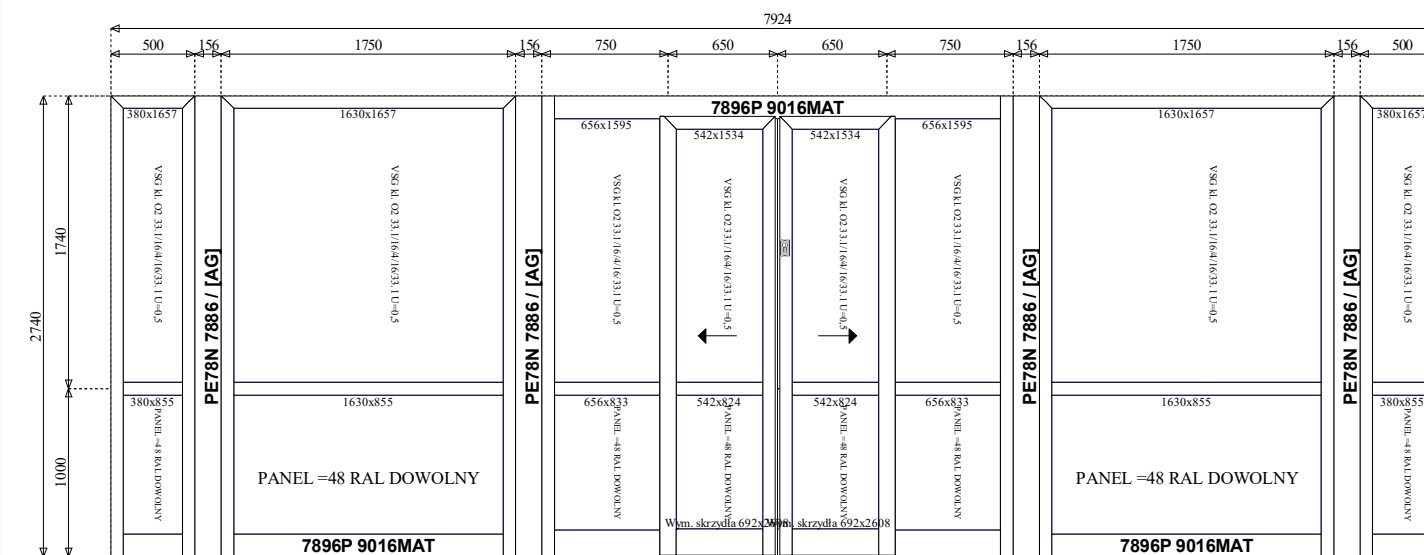 7924
500 156 1750 156 750 650 650 750 156 1750 156 500
2740
1740
1000
7896P 9016MAT
380x1657 1630x1657 656x1595 542x1534 542x1534 656x1595 1630x1657 380x1657
VSG kl. O2 33.1/16/4/16/33.1 U=0,5
VSG kl. O2 33.1/16/4/16/33.1 U=0,5
VSG kl. O2 33.1/16/4/16/33.1 U=0,5
VSG kl. O2 33.1/16/4/16/33.1 U=0,5
VSG kl. O2 33.1/16/4/16/33.1 U=0,5
VSG kl. O2 33.1/16/4/16/33.1 U=0,5
VSG kl. O2 33.1/16/4/16/33.1 U=0,5
VSG kl. O2 33.1/16/4/16/33.1 U=0,5
PE78N 7886 / [AG]
PE78N 7886 / [AG]
PE78N 7886 / [AG]
PE78N 7886 / [AG]
380x855 1630x855 656x833 542x824 542x824 656x833 1630x855 380x855
PANEL =48 RAL DOWOLNY
PANEL =48 RAL DOWOLNY
PANEL =48 RAL DOWOLNY
PANEL =48 RAL DOWOLNY
PANEL =48 RAL DOWOLNY
PANEL =48 RAL DOWOLNY
PANEL =48 RAL DOWOLNY
PANEL =48 RAL DOWOLNY
Wym. skrzydła 692x2608
Wym. skrzydła 692x2608
7896P 9016MAT
7896P 9016MAT